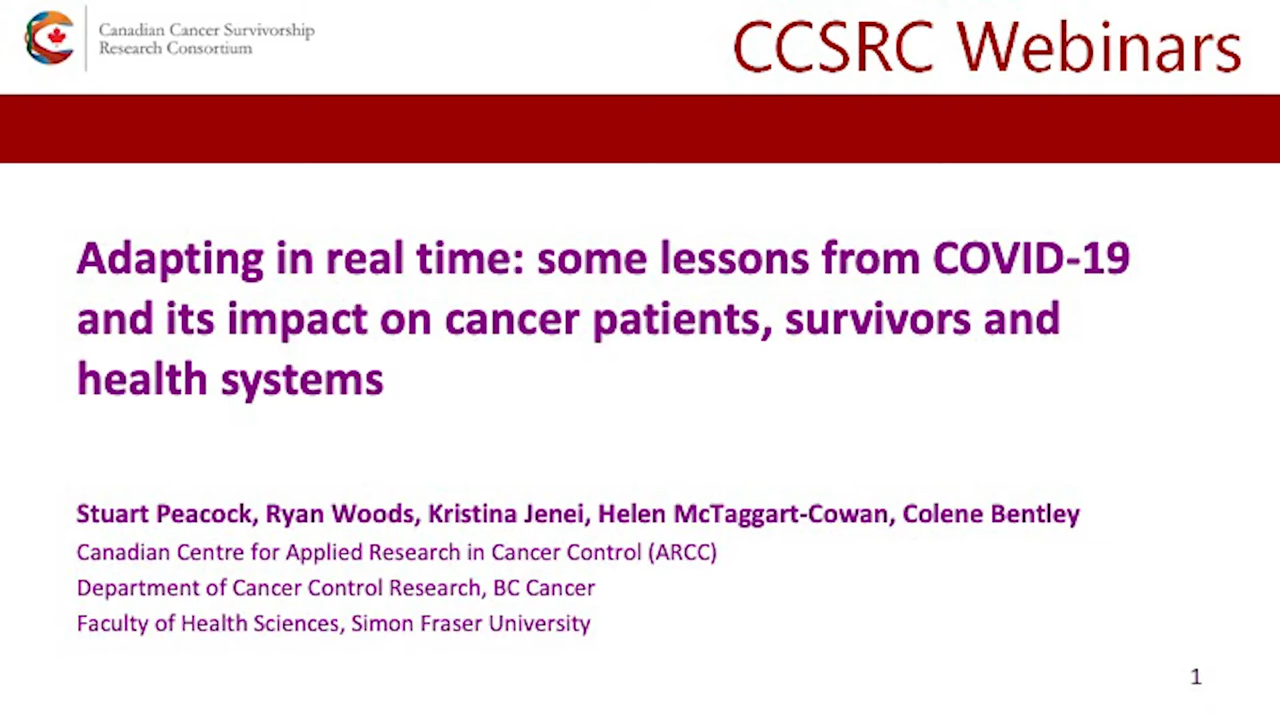 Canadian Cancer Survivorship
Research Consortium
CCSRC Webinars
Adapting in real time: some lessons from COVID-19
and its impact on cancer patients, survivors and
health systems
Stuart Peacock, Ryan Woods, Kristina Jenei, Helen McTaggart-Cowan, Colene Bentley
Canadian Centre for Applied Research in Cancer Control (ARCC)
Department of Cancer Control Research, BC Cancer
Faculty of Health Sciences, Simon Fraser University
1